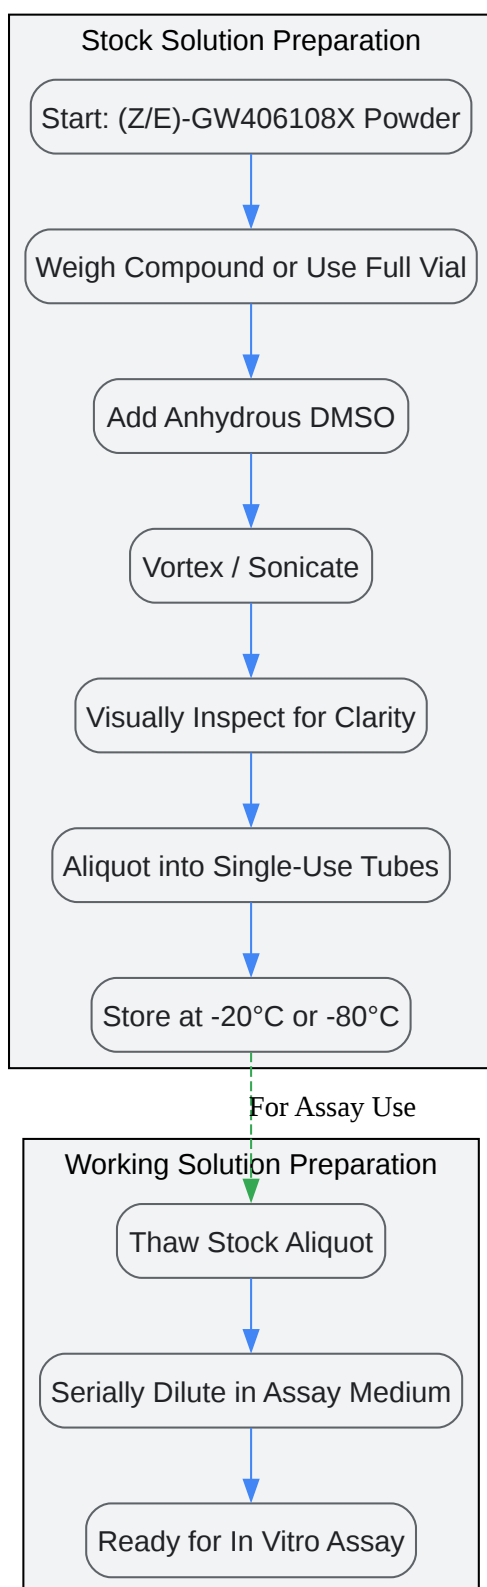 Stock Solution Preparation
Start: (Z/E)-GW406108X Powder
Weigh Compound or Use Full Vial
Add Anhydrous DMSO
Vortex / Sonicate
Visually Inspect for Clarity
Aliquot into Single-Use Tubes
Store at -20°C or -80°C
For Assay Use
Working Solution Preparation
Thaw Stock Aliquot
Serially Dilute in Assay Medium
Ready for In Vitro Assay